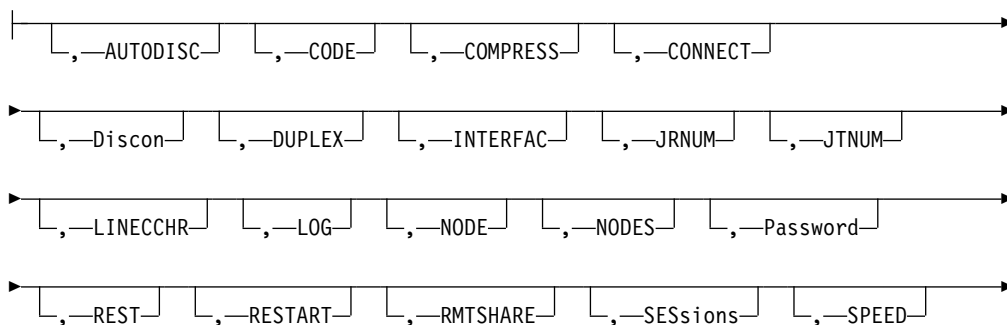 ,—AUTODISC ,—CODE ,—COMPRESS ,—CONNECT
,—Discon ,—DUPLEX ,—INTERFAC ,—JRNUM ,—JTNUM
,—LINECCHR ,—LOG ,—NODE ,—NODES ,—Password
,—REST ,—RESTART ,—RMTSHARE ,—SESsions ,—SPEED